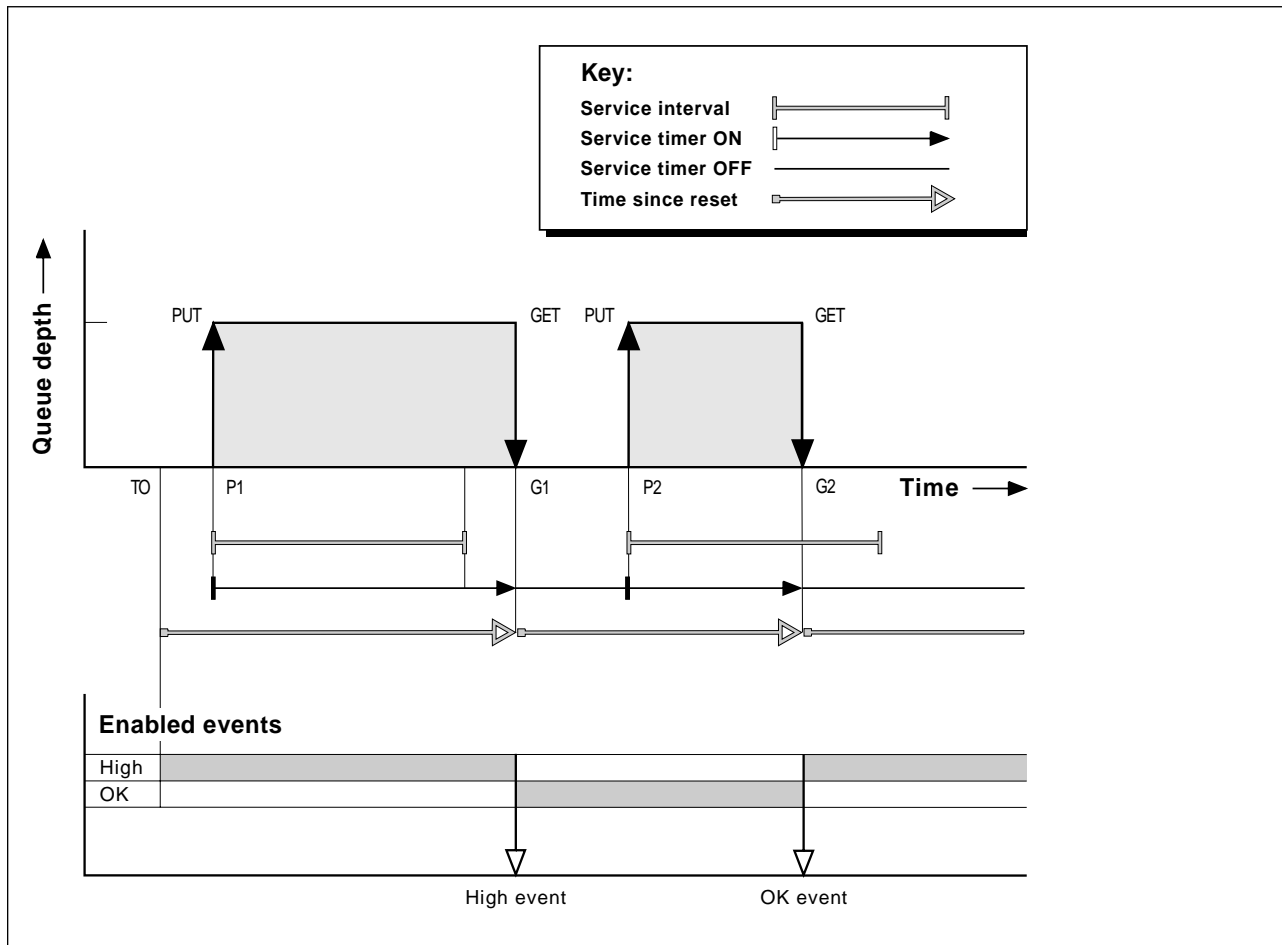 Key:
Service interval
Service timer ON
Service timer OFF
Time since reset
Queue depth
PUT
GET
PUT
GET
TO
P1
G1
P2
G2
Time
Enabled events
High
OK
High event
OK event